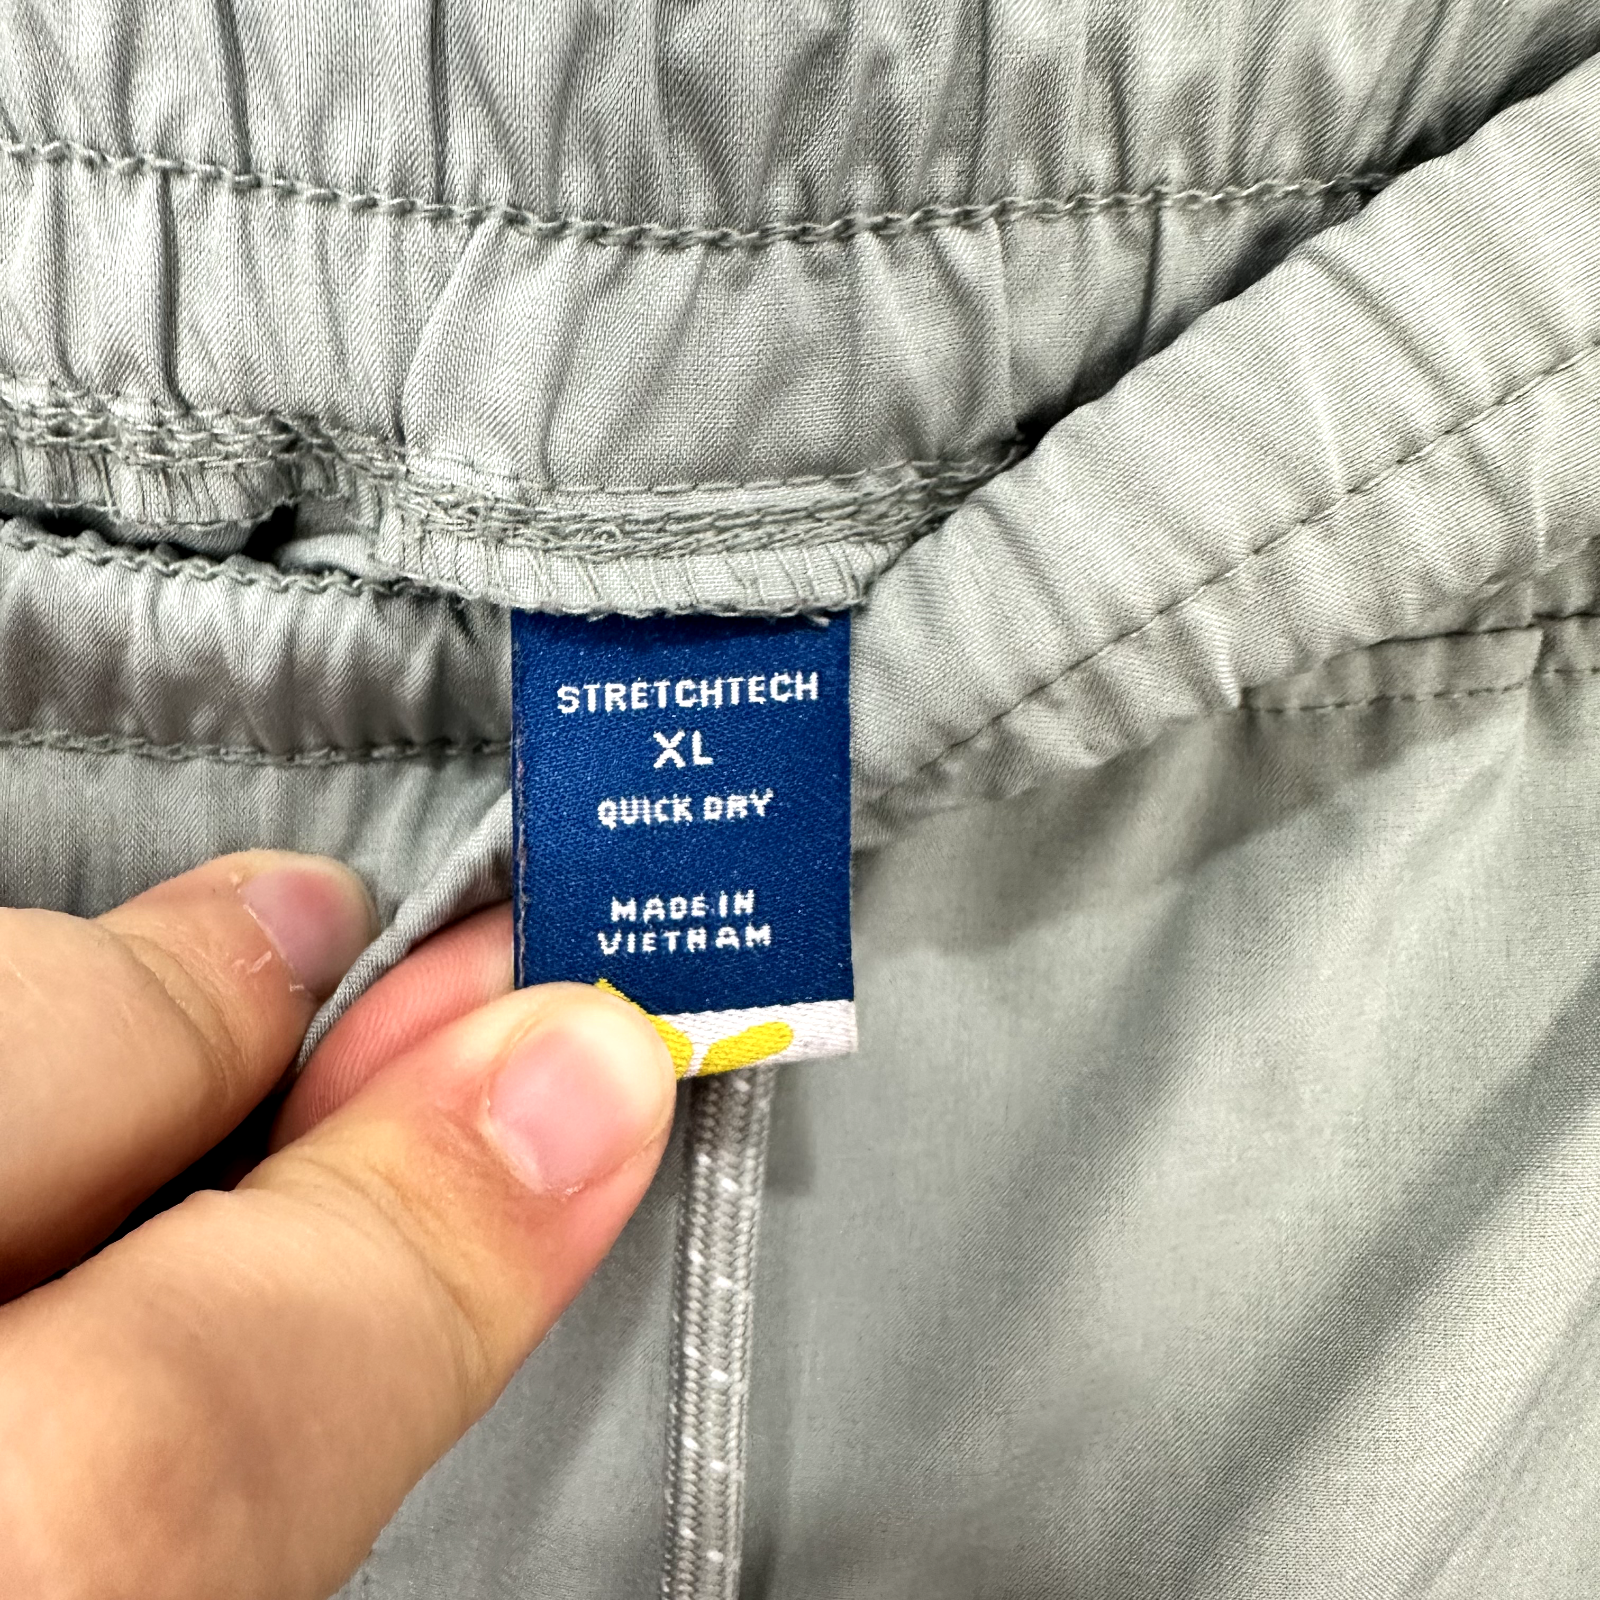 STRETCHTECH
XL
QUICK DRY
MADE IN
VIETNAM